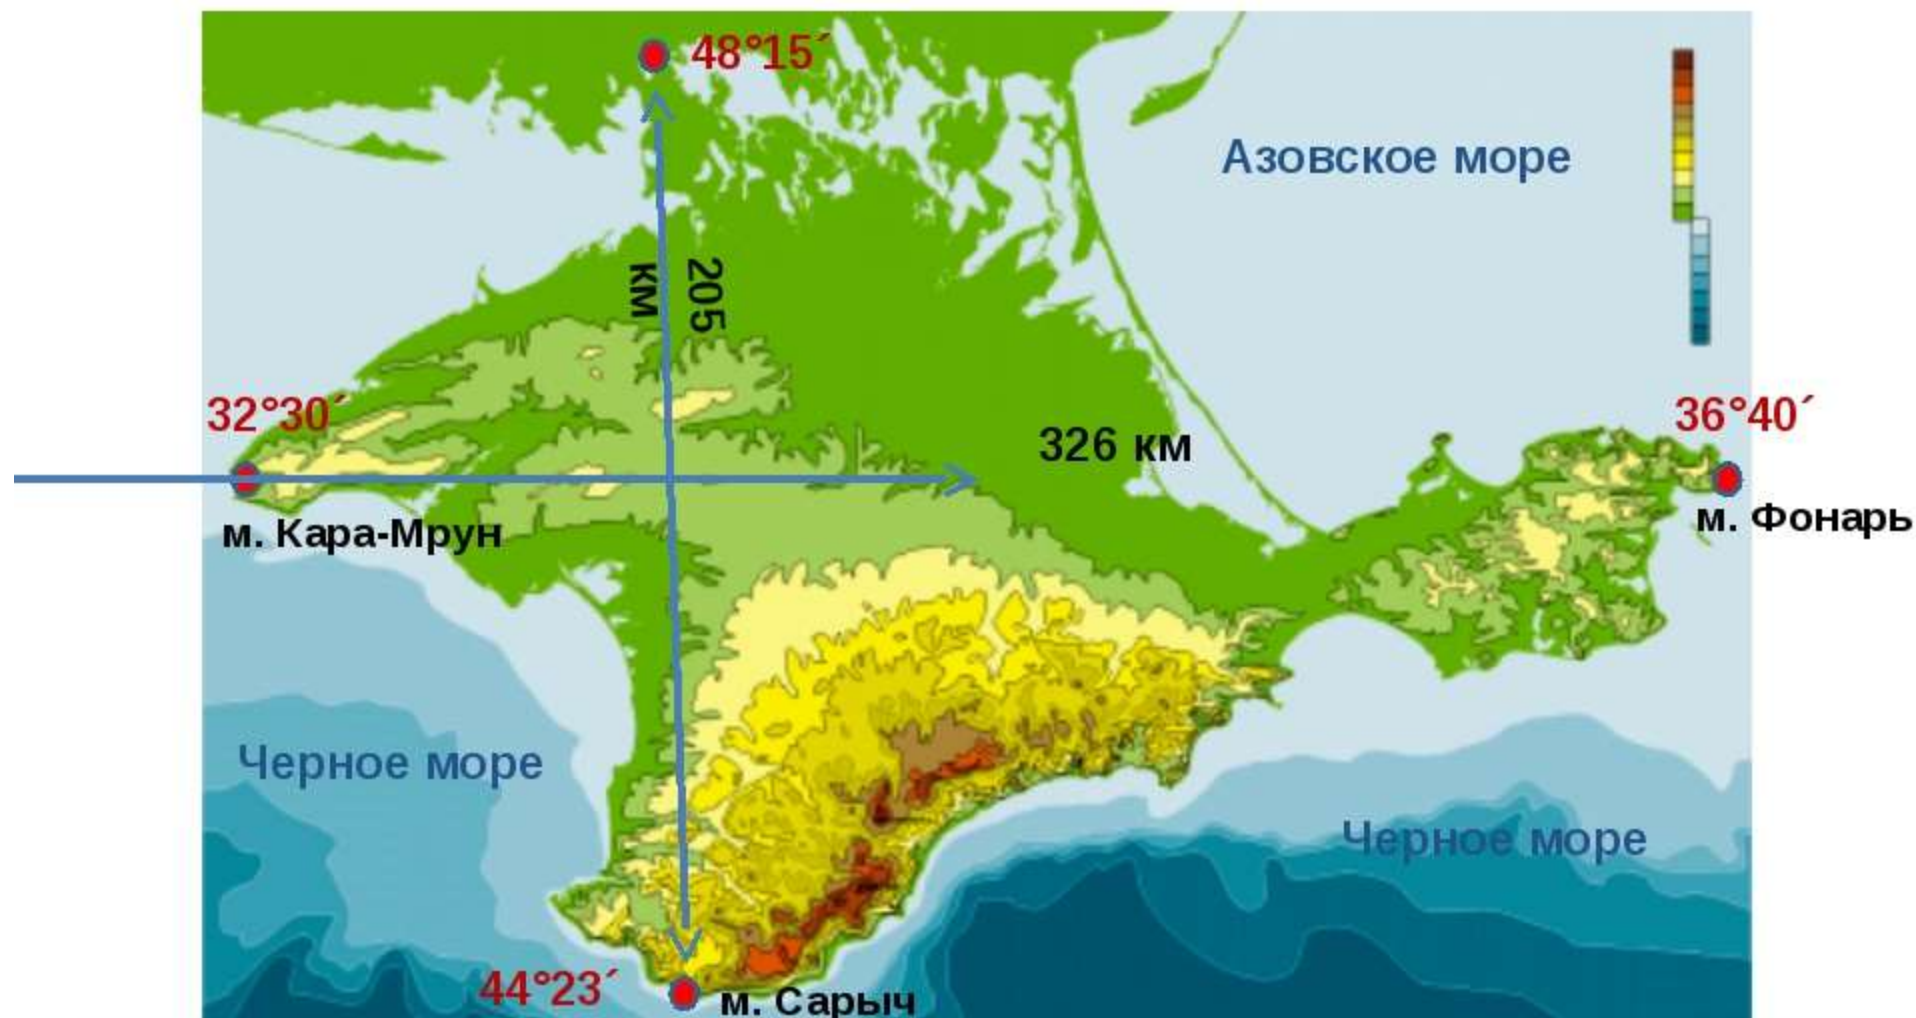 48°15´
Азовское море
205
км
32°30´
36°40´
326 км
м. Кара-Мрун
м. Фонарь
Черное море
Черное море
44°23´
м. Сарыч